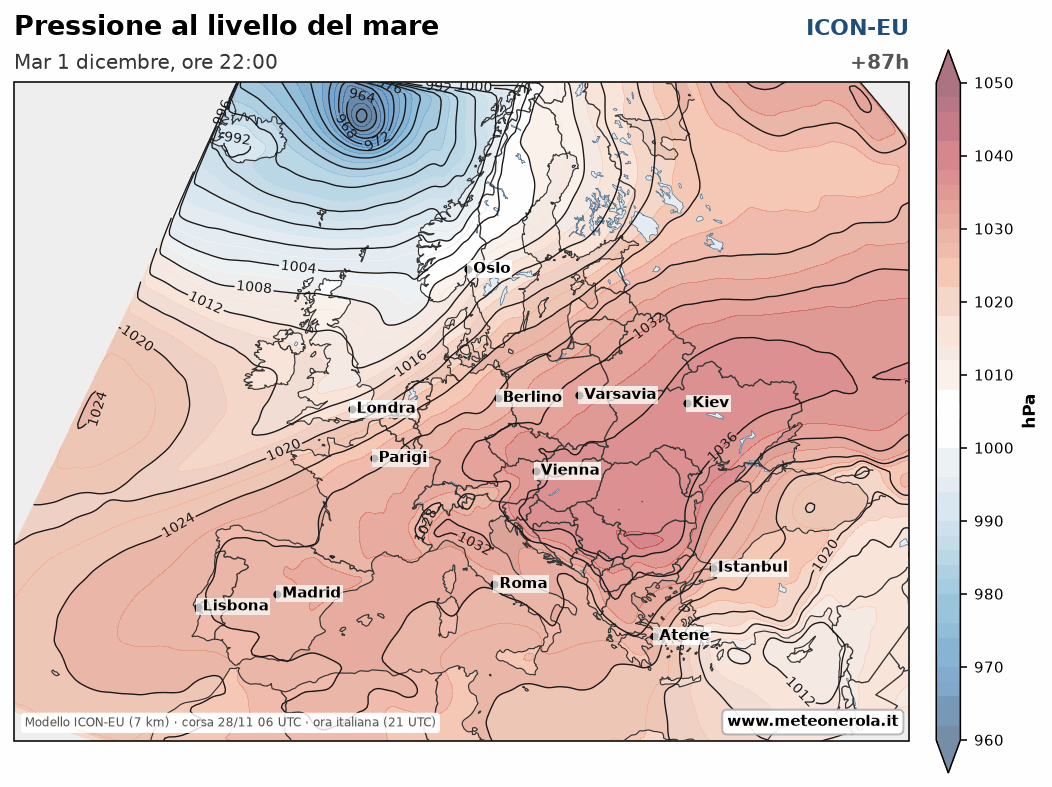 Pressione al livello del mare
ICON-EU
Mar 1 dicembre, ore 22:00
+87h
964
1000
996
992
968
972
1004
1008
1012
1016
1020
1024
1020
1024
1028
1032
1032
1036
1020
1012
Oslo
Berlino
Varsavia
Kiev
Londra
Parigi
Vienna
Istanbul
Roma
Madrid
Lisbona
Atene
Modello ICON-EU (7 km) · corsa 28/11 06 UTC · ora italiana (21 UTC)
www.meteonerola.it
1050
1040
1030
1020
1010
1000
990
980
970
960
hPa